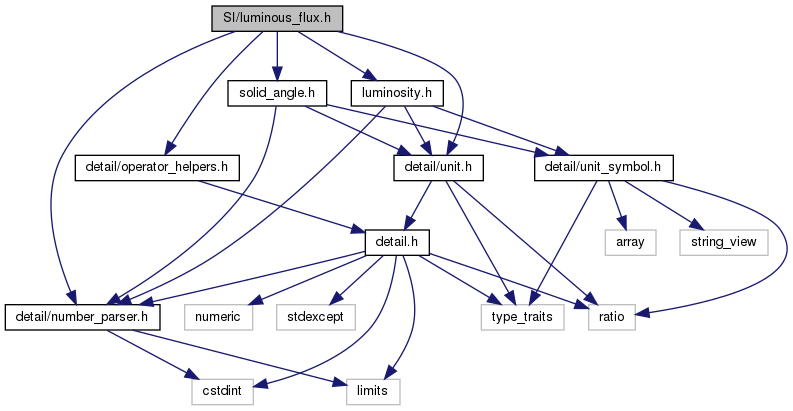 SI/luminous_flux.h
solid_angle.h
luminosity.h
detail/operator_helpers.h
detail/unit.h
detail/unit_symbol.h
detail.h
array
string_view
detail/number_parser.h
numeric
stdexcept
type_traits
ratio
cstdint
limits